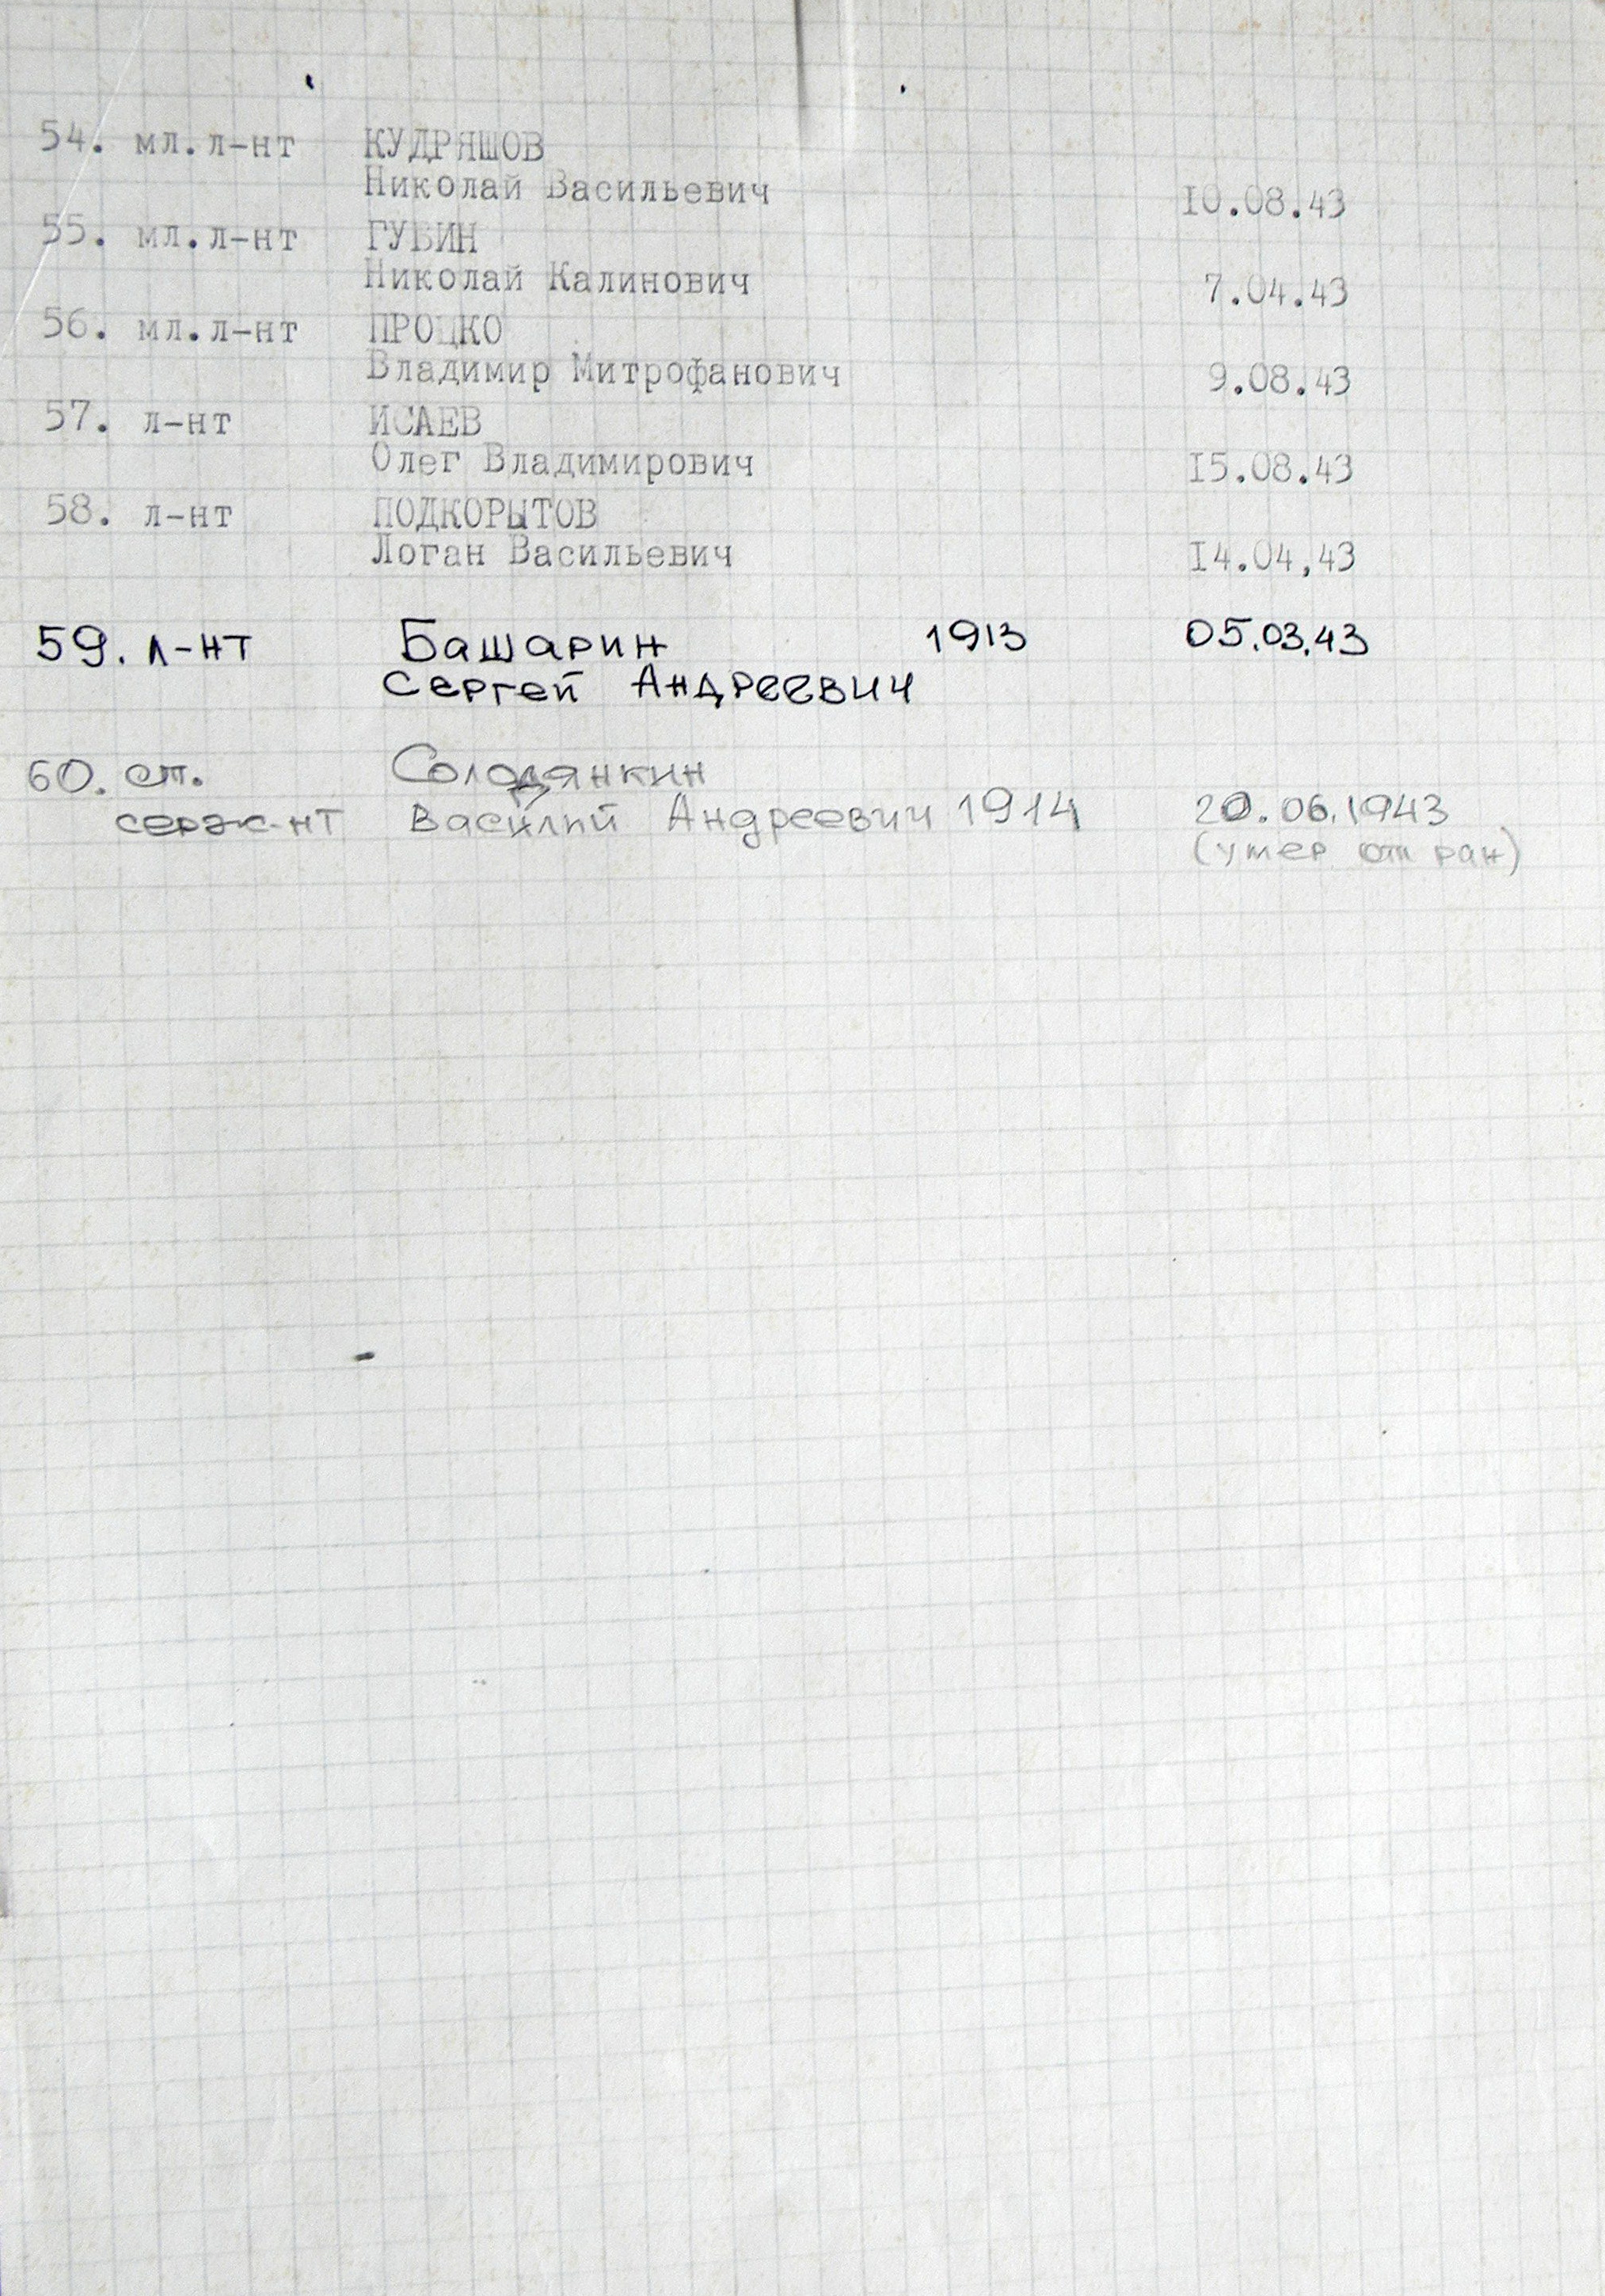 54. мл.л-нт КУДРЯШОВ
Николай Васильевич 10.08.43
55. мл.л-нт ГУБИН
Николай Калинович 7.04.43
56. мл.л-нт ПРОЦКО
Владимир Митрофанович 9.08.43
57. л-нт ИСАЕВ
Олег Владимирович 15.08.43
58. л-нт ПОДКОРЫТОВ
Логан Васильевич 14.04,43
59. л-нт Башарин 1913 05.03.43
Сергей Андреевич
60. ст. Солодянкин
серж-нт Василий Андреевич 1914 20.06.1943
(умер от ран)